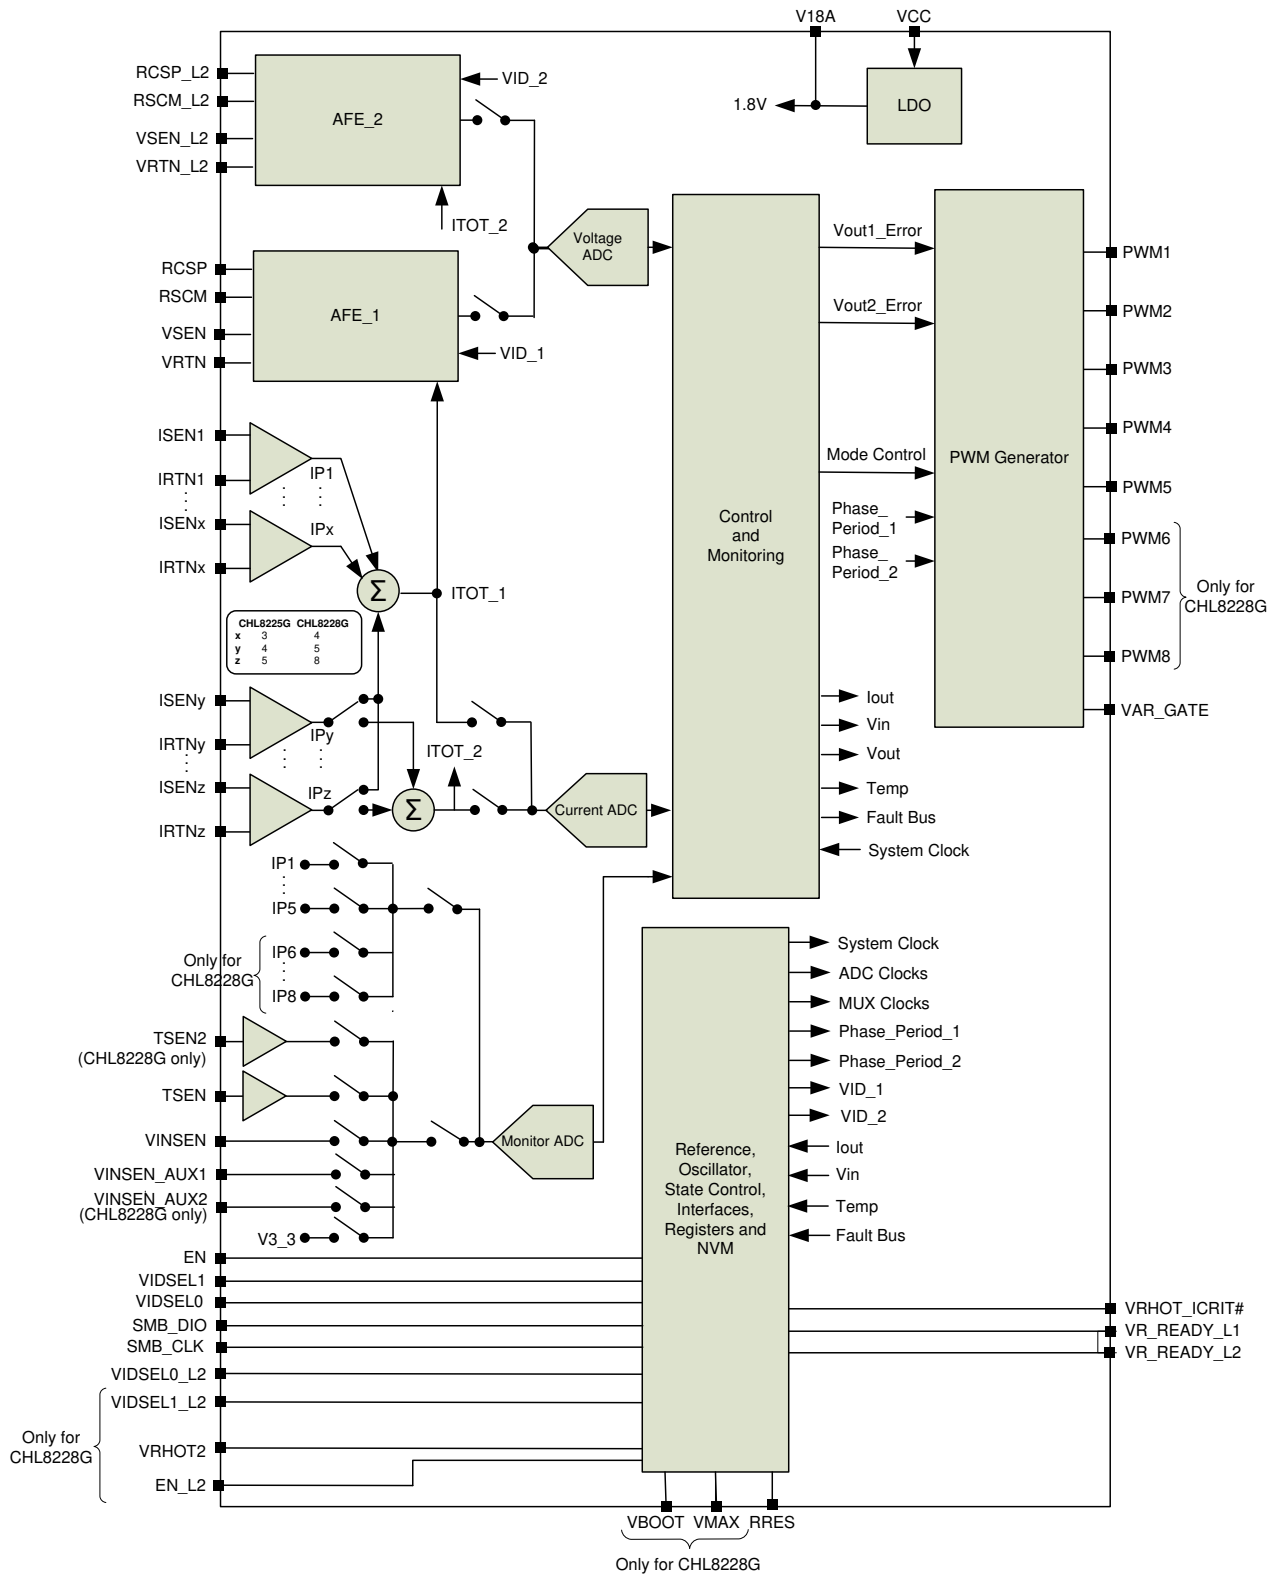 V18A
VCC
RCSP_L2
RSCM_L2
VSEN_L2
VRTN_L2
AFE_2
VID_2
ITOT_2
1.8V
LDO
RCSP
RSCM
VSEN
VRTN
AFE_1
VID_1
Voltage
ADC
Control
and
Monitoring
Vout1_Error
Vout2_Error
Mode Control
Phase_
Period_1
Phase_
Period_2
PWM Generator
PWM1
PWM2
PWM3
PWM4
PWM5
PWM6
PWM7
PWM8
Only for
CHL8228G
VAR_GATE
ISEN1
IRTN1
ISENx
IRTNx
IP1
IPx
Σ
ITOT_1
CHL8225G CHL8228G
x 3 4
y 4 5
z 5 8
ISENy
IRTNy
ISENz
IRTNz
IPy
IPz
ITOT_2
Σ
Current ADC
Iout
Vin
Vout
Temp
Fault Bus
System Clock
IP1
IP5
IP6
IP8
Only for
CHL8228G
TSEN2
(CHL8228G only)
TSEN
VINSEN
VINSEN_AUX1
VINSEN_AUX2
(CHL8228G only)
V3_3
Monitor ADC
Reference,
Oscillator,
State Control,
Interfaces,
Registers and
NVM
System Clock
ADC Clocks
MUX Clocks
Phase_Period_1
Phase_Period_2
VID_1
VID_2
Iout
Vin
Temp
Fault Bus
EN
VIDSEL1
VIDSEL0
SMB_DIO
SMB_CLK
VIDSEL0_L2
VIDSEL1_L2
VRHOT2
EN_L2
Only for
CHL8228G
VRHOT_ICRIT#
VR_READY_L1
VR_READY_L2
VBOOT VMAX RRES
Only for CHL8228G